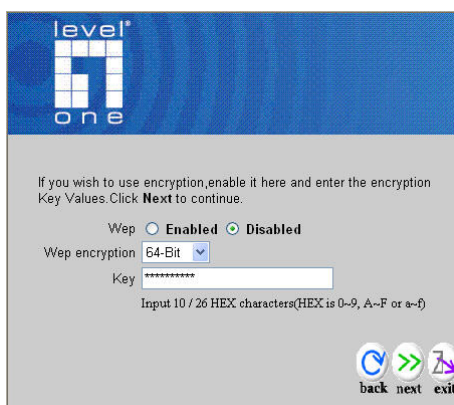 level®
one
If you wish to use encryption,enable it here and enter the encryption
Key Values.Click Next to continue.
Wep Enabled Disabled
Wep encryption 64-Bit
Key **********
Input 10 / 26 HEX characters(HEX is 0~9, A~F or a~f)
back next exit